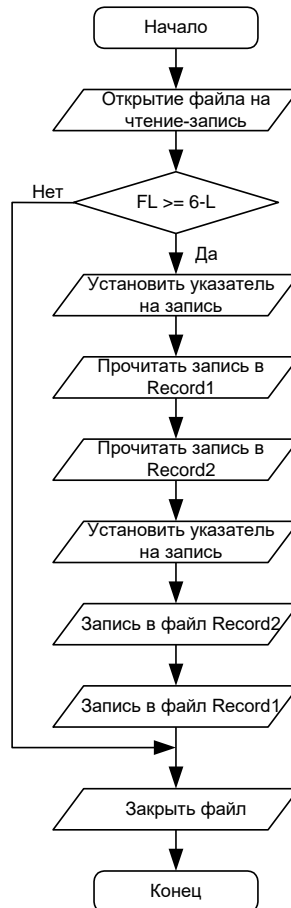 Начало
Открытие файла на
чтение-запись
Нет
FL >= 6-L
Да
Установить указатель
на запись
Прочитать запись в
Record1
Прочитать запись в
Record2
Установить указатель
на запись
Запись в файл Record2
Запись в файл Record1
Закрыть файл
Конец